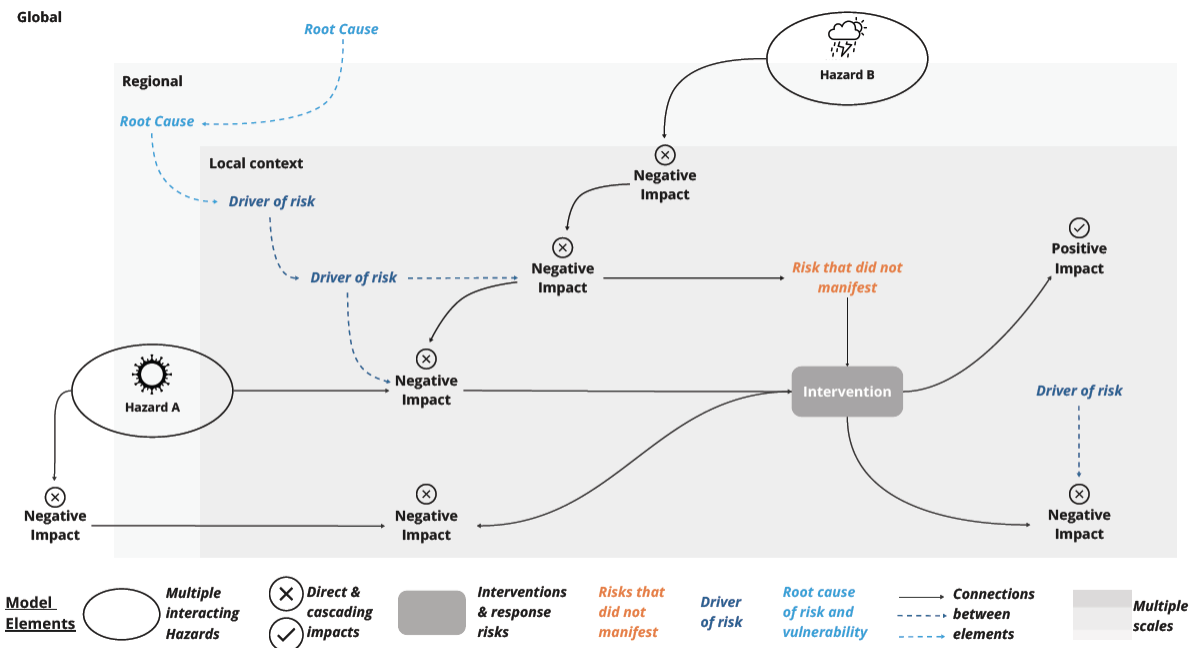 Global
Root Cause
Hazard B
Regional
Root Cause
Local context
Negative
Impact
Driver of risk
Positive
Impact
Driver of risk
Negative
Impact
Risk that did not
manifest
Hazard A
Negative
Impact
Intervention
Driver of risk
Negative
Impact
Negative
Impact
Negative
Impact
Model
Elements
Multiple
interacting
Hazards
Direct &
cascading
impacts
Interventions
& response
risks
Risks that
did not
manifest
Driver
of risk
Root cause
of risk and
vulnerability
Connections
between
elements
Multiple
scales